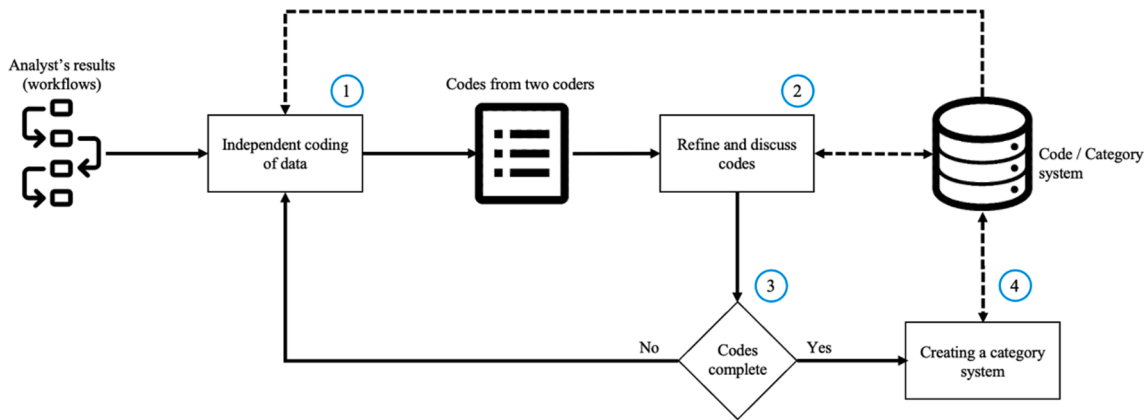 Analyst's results
(workflows)
1
Independent coding
of data
Codes from two coders
2
Refine and discuss
codes
Code / Category
system
3
Codes
complete
No
Yes
4
Creating a category
system